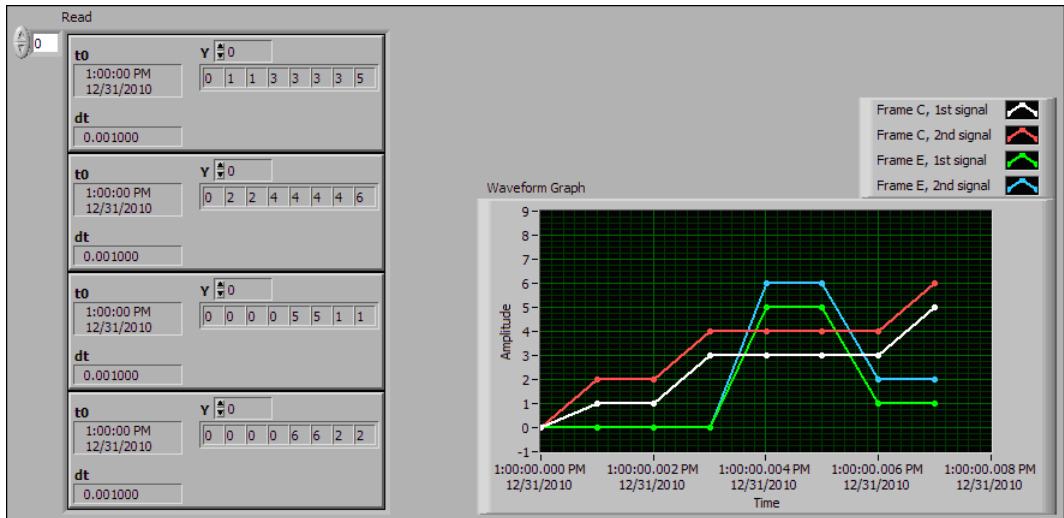 Read
0
t0
Y 0
1:00:00 PM
12/31/2010
0 1 1 3 3 3 3 5
dt
0.001000
t0
Y 0
1:00:00 PM
12/31/2010
0 2 2 4 4 4 4 6
dt
0.001000
t0
Y 0
1:00:00 PM
12/31/2010
0 0 0 0 5 5 1 1
dt
0.001000
t0
Y 0
1:00:00 PM
12/31/2010
0 0 0 0 6 6 2 2
dt
0.001000
Frame C, 1st signal
Frame C, 2nd signal
Frame E, 1st signal
Frame E, 2nd signal
Waveform Graph
Amplitude
9
8
7
6
5
4
3
2
1
0
-1
1:00:00.000 PM 1:00:00.002 PM 1:00:00.004 PM 1:00:00.006 PM 1:00:00.008 PM
12/31/2010 12/31/2010 12/31/2010 12/31/2010 12/31/2010
Time